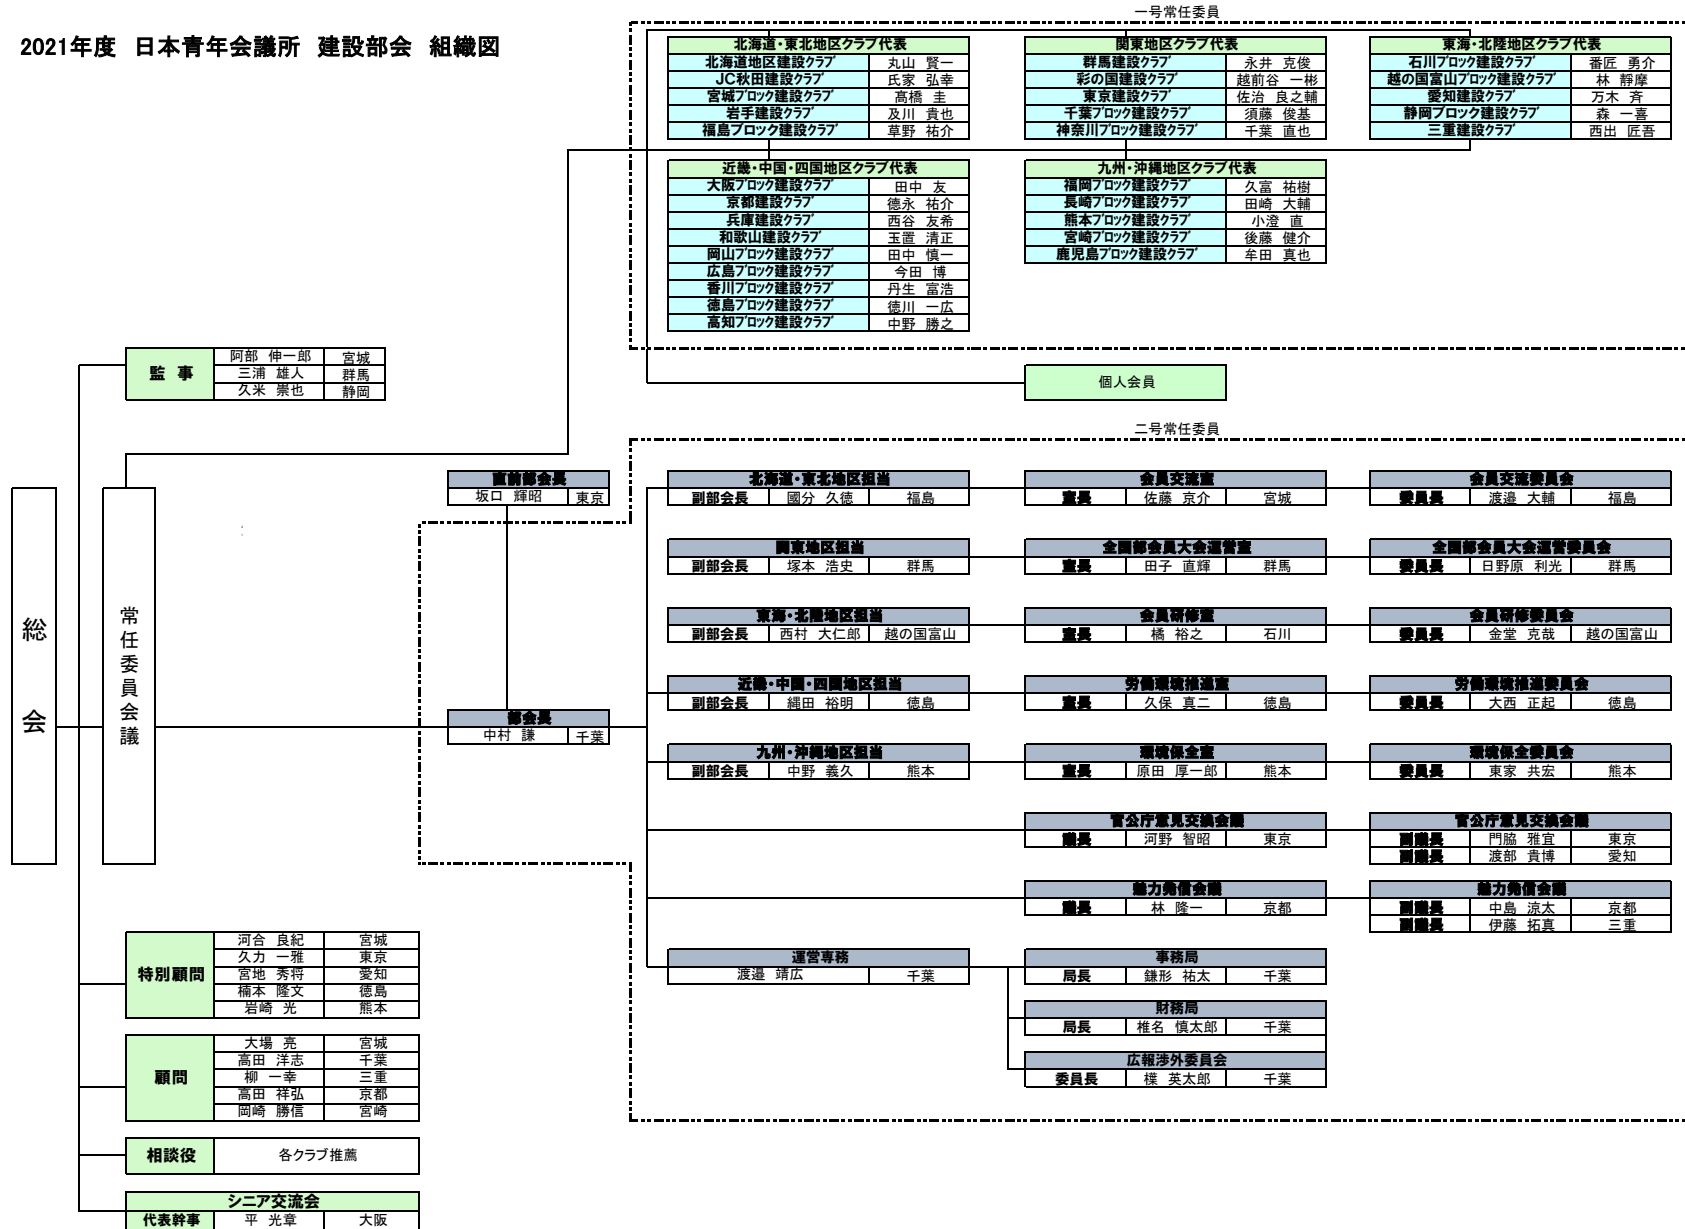 一号常任委員
2021年度 日本青年会議所 建設部会 組織図
北海道・東北地区クラブ代表
北海道地区建設クラブ 丸山 賢一
JC秋田建設クラブ 氏家 弘幸
宮城ブロック建設クラブ 髙橋 圭
岩手建設クラブ 及川 貴也
福島ブロック建設クラブ 草野 祐介
関東地区クラブ代表
群馬建設クラブ 永井 克俊
彩の国建設クラブ 越前谷 一彬
東京建設クラブ 佐治 良之輔
千葉ブロック建設クラブ 須藤 俊基
神奈川ブロック建設クラブ 千葉 直也
東海・北陸地区クラブ代表
石川ブロック建設クラブ 番匠 勇介
越の国富山ブロック建設クラブ 林 靜摩
愛知建設クラブ 万木 斉
静岡ブロック建設クラブ 森 一喜
三重建設クラブ 西出 匠吾
近畿・中国・四国地区クラブ代表
大阪ブロック建設クラブ 田中 友
京都建設クラブ 德永 祐介
兵庫建設クラブ 西谷 友希
和歌山建設クラブ 玉置 清正
岡山ブロック建設クラブ 田中 慎一
広島ブロック建設クラブ 今田 博
香川ブロック建設クラブ 丹生 富浩
徳島ブロック建設クラブ 徳川 一広
高知ブロック建設クラブ 中野 勝之
九州・沖縄地区クラブ代表
福岡ブロック建設クラブ 久富 祐樹
長崎ブロック建設クラブ 田崎 大輔
熊本ブロック建設クラブ 小澄 直
宮崎ブロック建設クラブ 後藤 健介
鹿児島ブロック建設クラブ 牟田 真也
監 事
阿部 伸一郎 宮城
三浦 雄人 群馬
久米 崇也 静岡
個人会員
二号常任委員
総会
常任委員会議
直前部会長
坂口 輝昭 東京
部会長
中村 謙 千葉
北海道・東北地区担当
副部会長 國分 久徳 福島
会員交流室
室長 佐藤 京介 宮城
会員交流委員会
委員長 渡邉 大輔 福島
関東地区担当
副部会長 塚本 浩史 群馬
全国部会員大会運営室
室長 田子 直輝 群馬
全国部会員大会運営委員会
委員長 日野原 利光 群馬
東海・北陸地区担当
副部会長 西村 大仁郎 越の国富山
会員研修室
室長 橘 裕之 石川
会員研修委員会
委員長 金堂 克哉 越の国富山
近畿・中国・四国地区担当
副部会長 縄田 裕明 徳島
労働環境推進室
室長 久保 真二 徳島
労働環境推進委員会
委員長 大西 正起 徳島
九州・沖縄地区担当
副部会長 中野 義久 熊本
環境保全室
室長 原田 厚一郎 熊本
環境保全委員会
委員長 東家 共宏 熊本
官公庁意見交換会議
議長 河野 智昭 東京
官公庁意見交換会議
副議長 門脇 雅宜 東京
副議長 渡部 貴博 愛知
魅力発信会議
議長 林 隆一 京都
魅力発信会議
副議長 中島 涼太 京都
副議長 伊藤 拓真 三重
運営専務
渡邉 靖広 千葉
事務局
局長 鎌形 祐太 千葉
財務局
局長 椎名 慎太郎 千葉
広報渉外委員会
委員長 檪 英太郎 千葉
特別顧問
河合 良紀 宮城
久力 一雅 東京
宮地 秀将 愛知
楠本 隆文 徳島
岩崎 光 熊本
顧問
大場 亮 宮城
高田 洋志 千葉
柳 一幸 三重
高田 祥弘 京都
岡崎 勝信 宮崎
相談役 各クラブ推薦
シニア交流会
代表幹事 平 光章 大阪